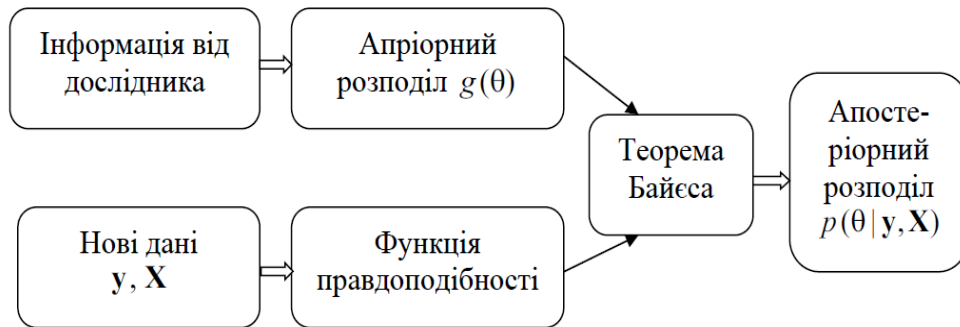 Інформація від
дослідника
Апріорний
розподіл g(θ)
Нові дані
y, X
Функція
правдоподібності
Теорема
Байєса
Апосте-
ріорний
розподіл
p(θ|y,X)